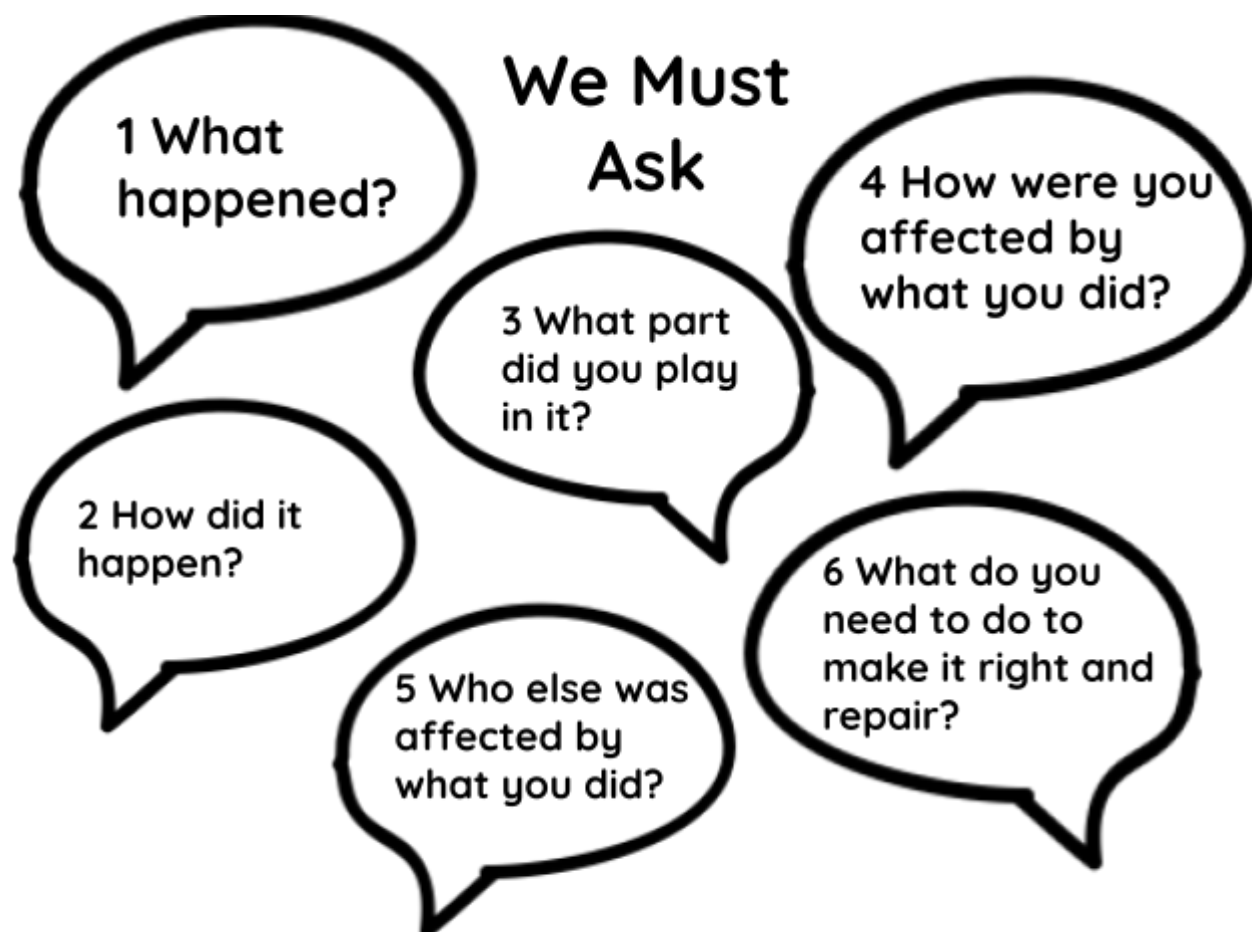 We Must
Ask
1 What
happened?
2 How did it
happen?
3 What part
did you play
in it?
4 How were you
affected by
what you did?
5 Who else was
affected by
what you did?
6 What do you
need to do to
make it right and
repair?